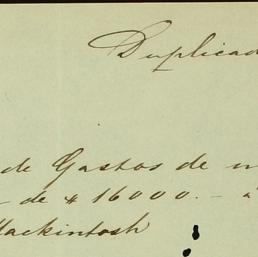 Duplicad
de Gastos de
- de $ 16000. - a
Mackintosh